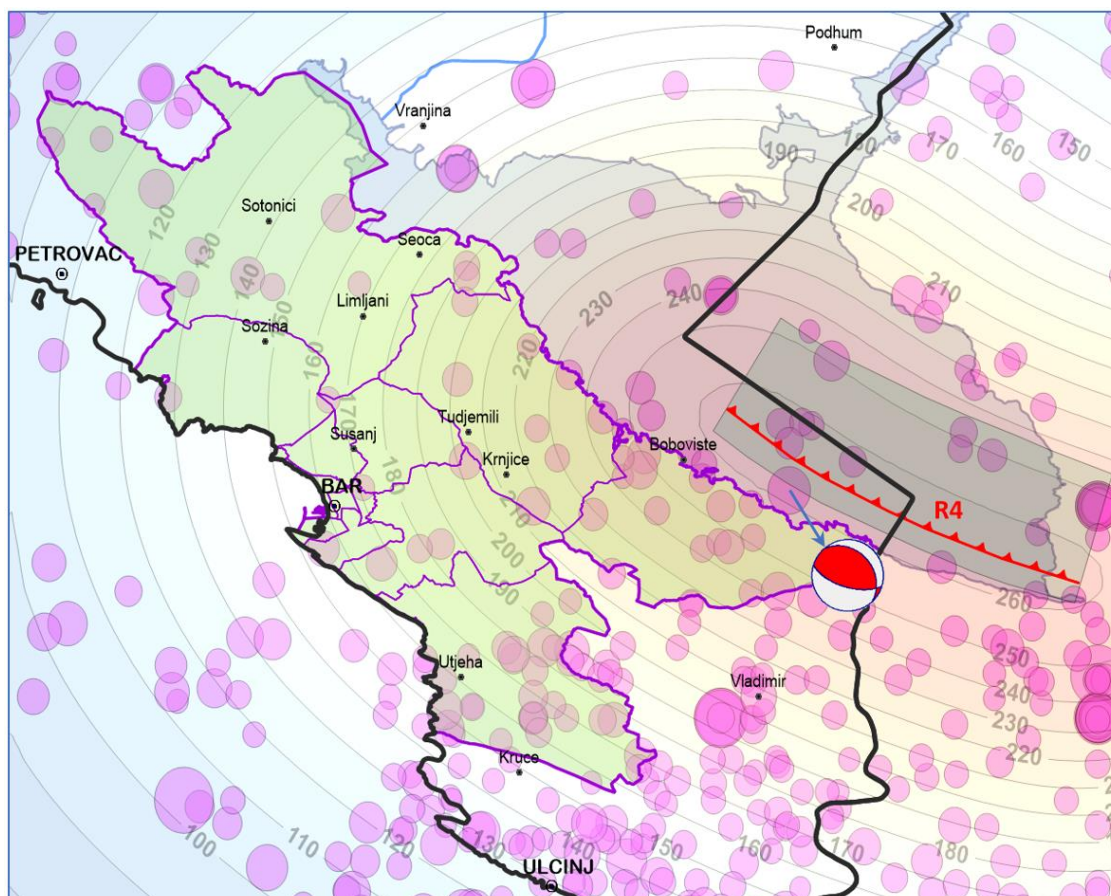 Podhum
Vranjina
150
160
170
180
190
200
120
130
140
150
Sotonici
Seoca
PETROVAC
210
240
230
Limljani
Sozina
160
220
170
Tudjemili
Susanj
Boboviste
Krnjice
180
BAR
210
R4
200
190
260
250
Utjeha
Vladimir
240
230
220
Kruce
100
110
130
140
150
160
170
180
ULCINJ